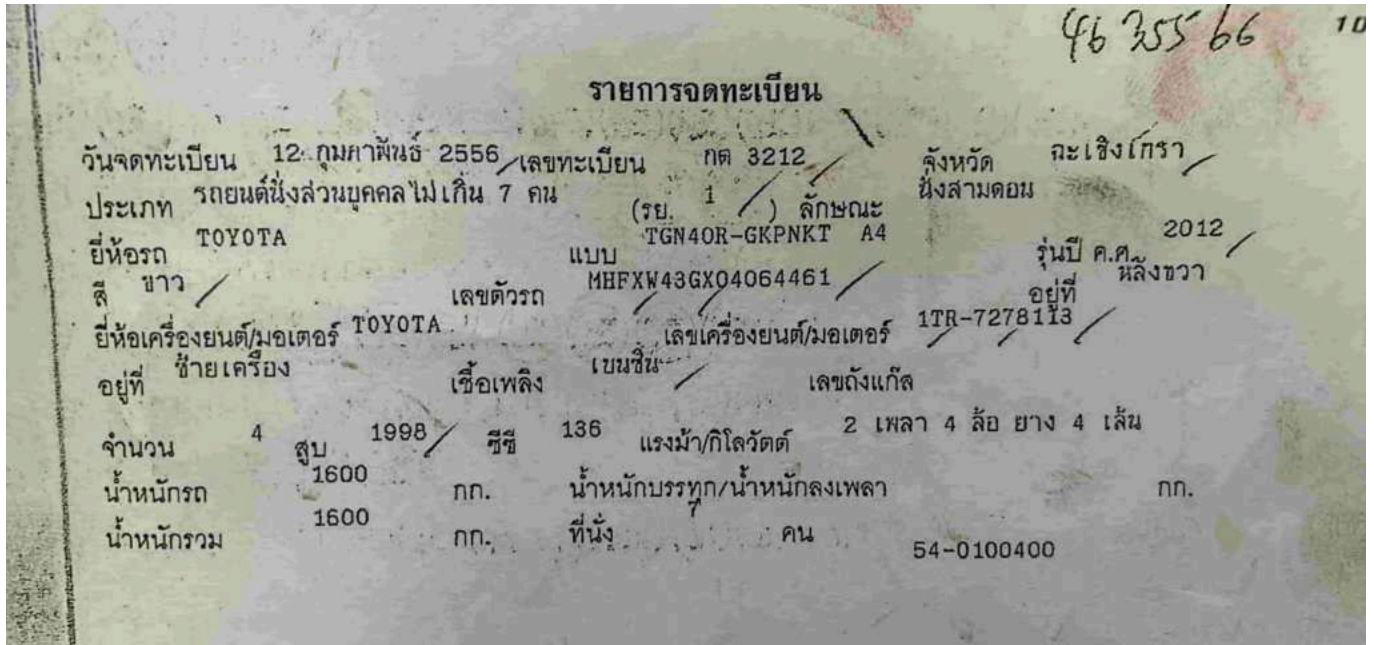 46 355 66
10
รายการจดทะเบียน
วันจดทะเบียน 12 กุมภาพันธ์ 2556 เลขทะเบียน กต 3212 จังหวัด ฉะเชิงเทรา
ประเภท รถยนต์นั่งส่วนบุคคลไม่เกิน 7 คน (รย. 1 ) ลักษณะ นั่งสามตอน
ยี่ห้อรถ TOYOTA แบบ TGN40R-GKPNKT A4 รุ่นปี ค.ศ. 2012
สี ขาว เลขตัวรถ MHFXW43GX04064461 อยู่ที่ หลังขวา
ยี่ห้อเครื่องยนต์/มอเตอร์ TOYOTA เลขเครื่องยนต์/มอเตอร์ 1TR-7278113
อยู่ที่ ซ้ายเครื่อง เชื้อเพลิง เบนซิน เลขถังแก๊ส
จำนวน 4 สูบ 1998 ซีซี 136 แรงม้า/กิโลวัตต์ 2 เพลา 4 ล้อ ยาง 4 เส้น
น้ำหนักรถ 1600 กก. น้ำหนักบรรทุก/น้ำหนักลงเพลา กก.
น้ำหนักรวม 1600 กก. ที่นั่ง 7 คน
54-0100400